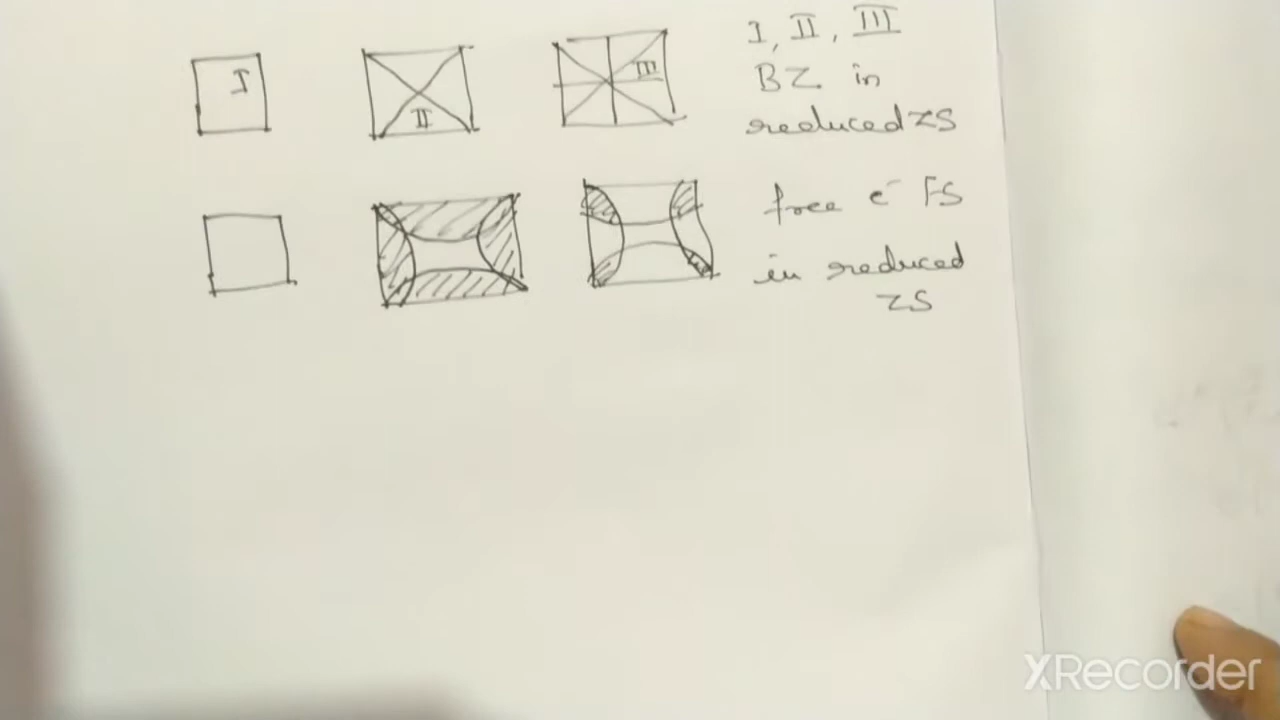 I
II
III
I, II, III
BZ in
reduced ZS
free e⁻ FS
in reduced
ZS
XRecorder